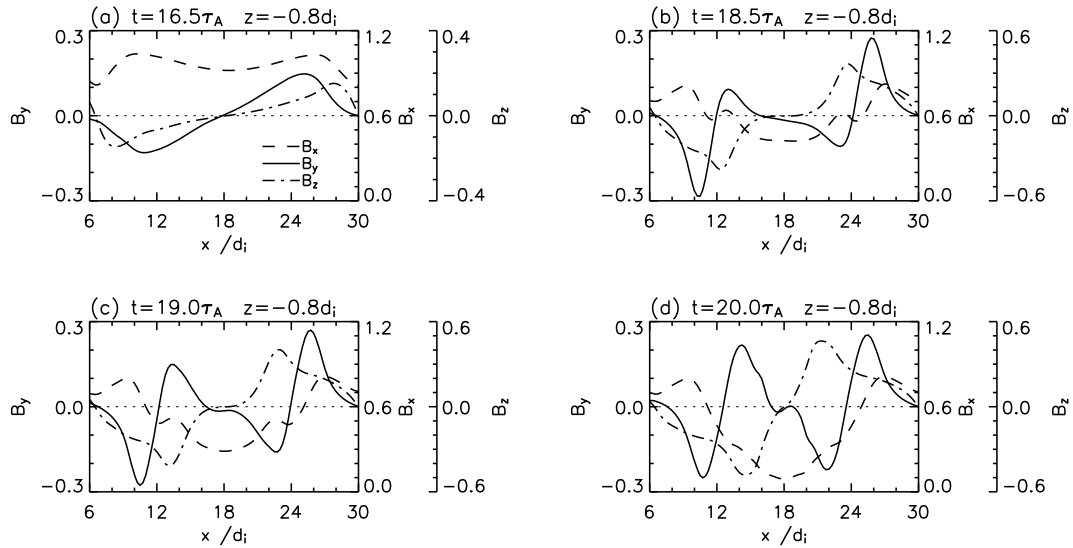 (a) t=16.5τA z=−0.8di
0.3 1.2 0.4
By 0.0 0.6 Bx 0.0 Bz
Bx
By
Bz
−0.3 0.0 −0.4
6 12 18 24 30
x /di
(b) t=18.5τA z=−0.8di
0.3 1.2 0.6
By 0.0 0.6 Bx 0.0 Bz
−0.3 0.0 −0.6
6 12 18 24 30
x /di
(c) t=19.0τA z=−0.8di
0.3 1.2 0.6
By 0.0 0.6 Bx 0.0 Bz
−0.3 0.0 −0.6
6 12 18 24 30
x /di
(d) t=20.0τA z=−0.8di
0.3 1.2 0.6
By 0.0 0.6 Bx 0.0 Bz
−0.3 0.0 −0.6
6 12 18 24 30
x /di